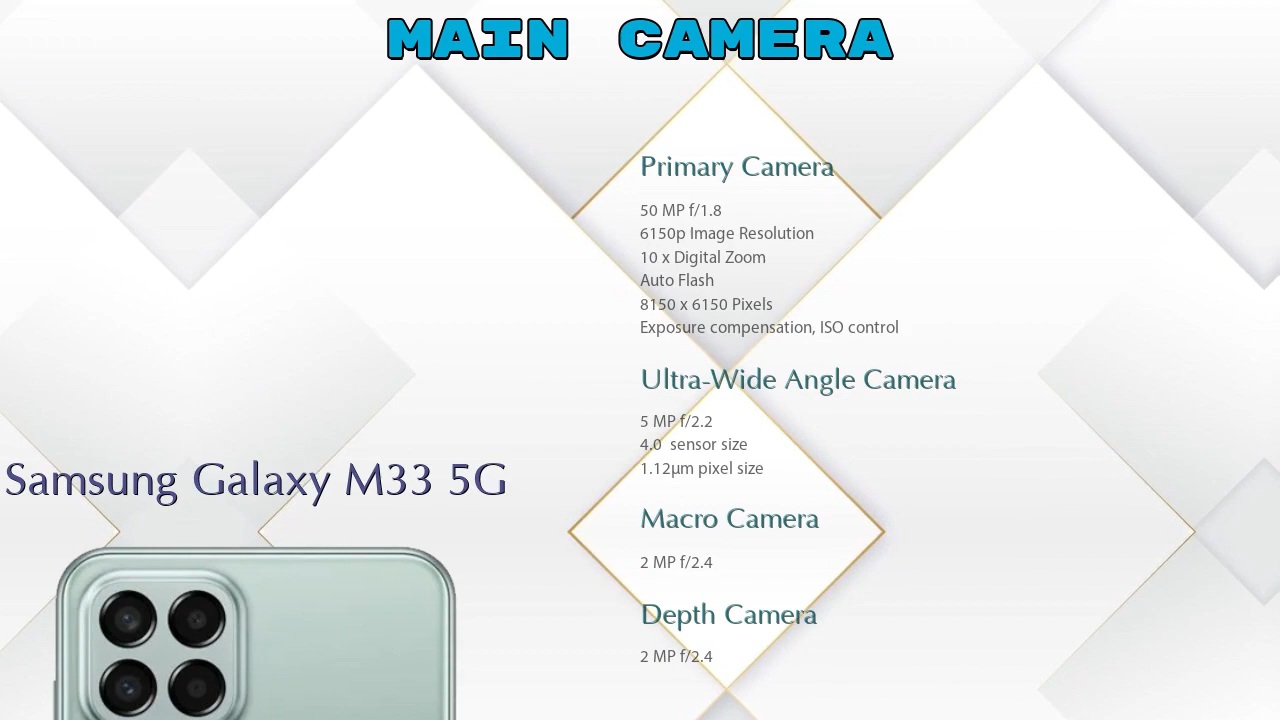 MAIN CAMERA
Primary Camera
50 MP f/1.8
6150p Image Resolution
10 x Digital Zoom
Auto Flash
8150 x 6150 Pixels
Exposure compensation, ISO control
Ultra-Wide Angle Camera
5 MP f/2.2
4.0  sensor size
1.12µm pixel size
Samsung Galaxy M33 5G
Macro Camera
2 MP f/2.4
Depth Camera
2 MP f/2.4